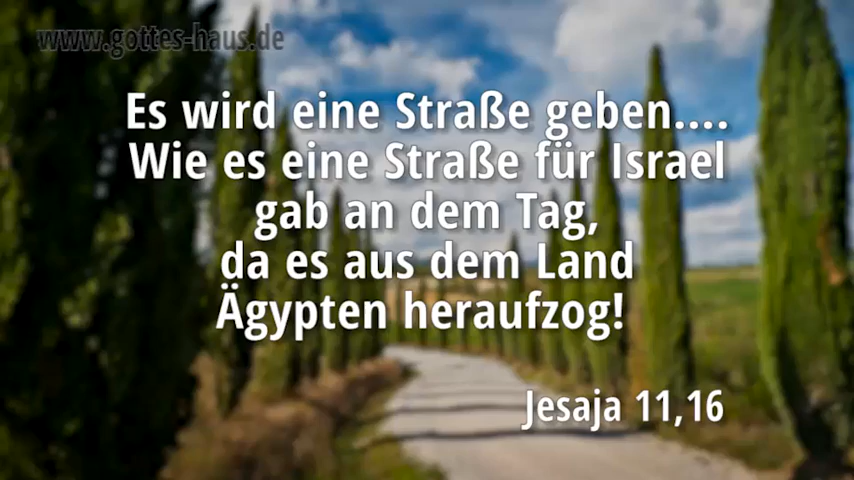 www.gottes-haus.de
Es wird eine Straße geben....
Wie es eine Straße für Israel
gab an dem Tag,
da es aus dem Land
Ägypten heraufzog!
Jesaja 11,16